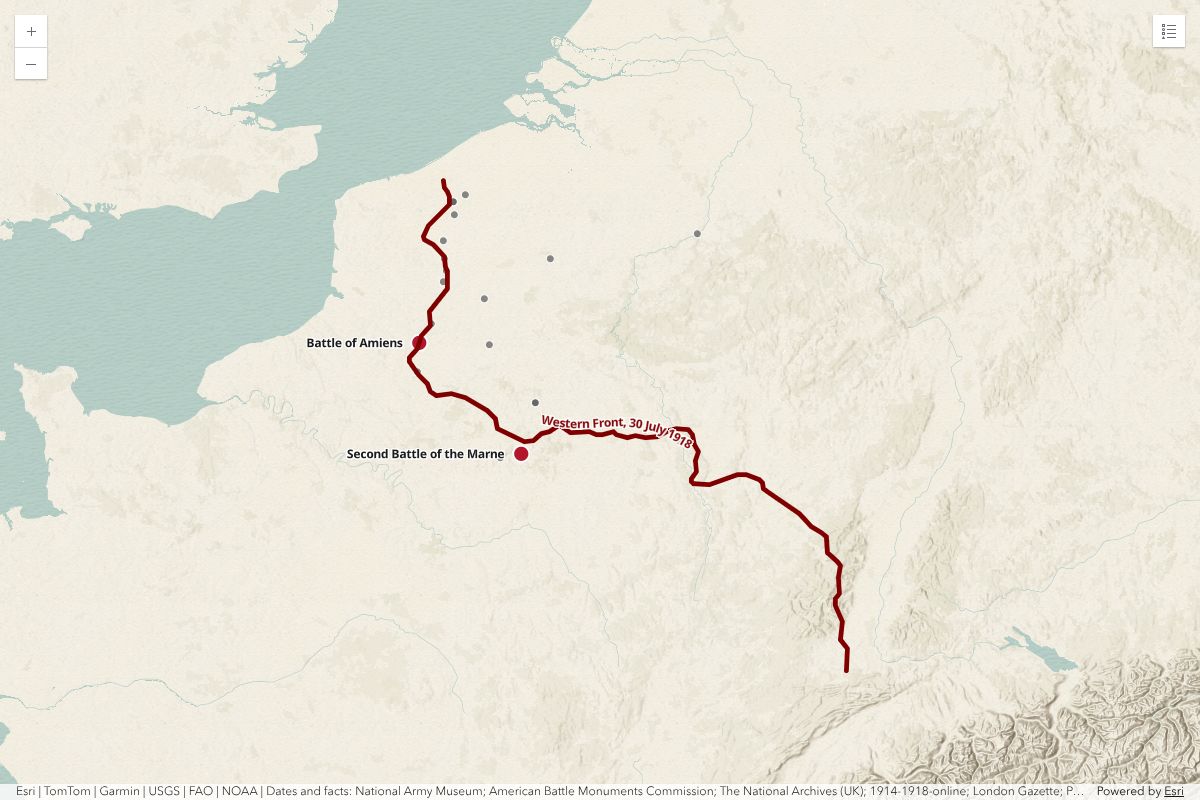 +
−
Battle of Amiens
Western Front, 30 July 1918
Second Battle of the Marne
Esri | TomTom | Garmin | USGS | FAO | NOAA | Dates and facts: National Army Museum; American Battle Monuments Commission; The National Archives (UK); 1914-1918-online; London Gazette; P...
Powered by Esri